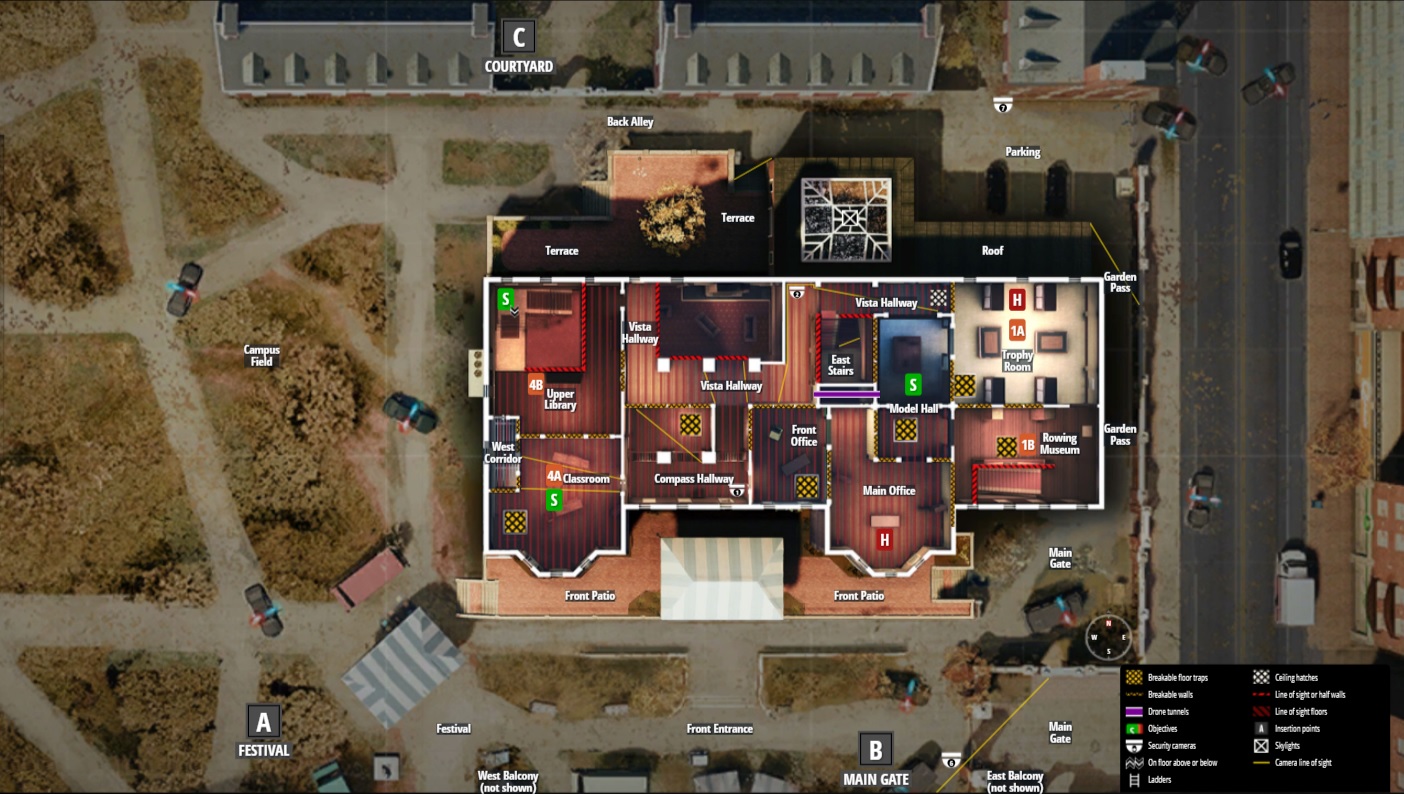 C
COURTYARD
7
Back Alley
Parking
Terrace
Terrace
Roof
Garden
Pass
S
H
Vista Hallway
1A
Vista
Hallway
Campus
Field
Trophy
Room
East
Stairs
4B
Vista Hallway
S
Upper
Library
Model Hall
Front
Office
Garden
Pass
1B
Rowing
Museum
West
Corridor
4A
Classroom
Compass Hallway
Main Office
S
H
Main
Gate
Front Patio
Front Patio
N
W
E
S
A
FESTIVAL
Festival
Front Entrance
Main
Gate
B
MAIN GATE
6
West Balcony
(not shown)
East Balcony
(not shown)
Breakable floor traps
Breakable walls
Drone tunnels
C
Objectives
Security cameras
On floor above or below
Ladders
Ceiling hatches
Line of sight or half walls
Line of sight floors
A
Insertion points
Skylights
Camera line of sight